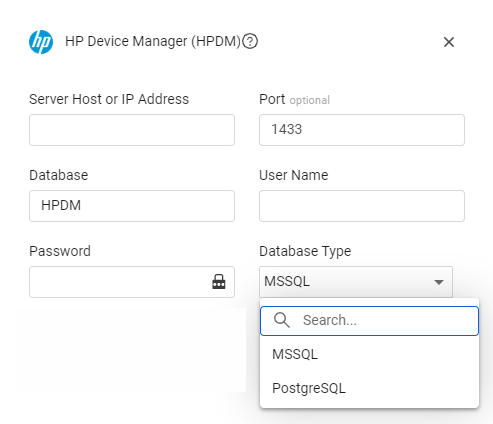 hp HP Device Manager (HPDM)?
Server Host or IP Address
Port optional
1433
Database
User Name
HPDM
Password
Database Type
MSSQL
Search...
MSSQL
PostgreSQL